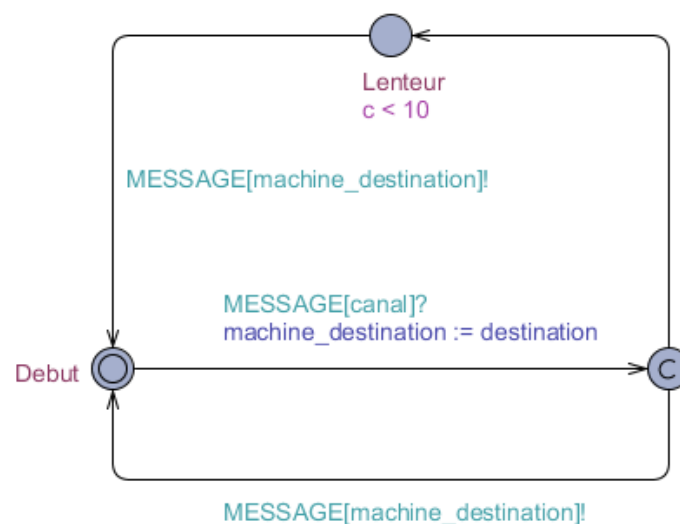 Lenteur
c < 10
MESSAGE[machine_destination]!
MESSAGE[canal]?
machine_destination := destination
Debut
C
MESSAGE[machine_destination]!